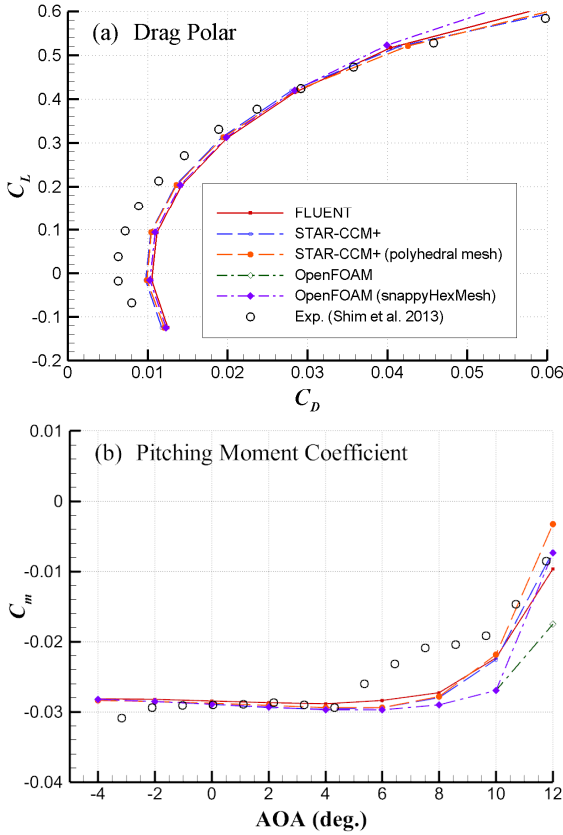 0.6
(a) Drag Polar
0.5
0.4
0.3
C_L
0.2
FLUENT
STAR-CCM+
0.1
STAR-CCM+ (polyhedral mesh)
OpenFOAM
0
OpenFOAM (snappyHexMesh)
Exp. (Shim et al. 2013)
-0.1
-0.2
0 0.01 0.02 0.03 0.04 0.05 0.06
C_D
0.01
(b) Pitching Moment Coefficient
0
-0.01
C_m
-0.02
-0.03
-0.04
-4 -2 0 2 4 6 8 10 12
AOA (deg.)